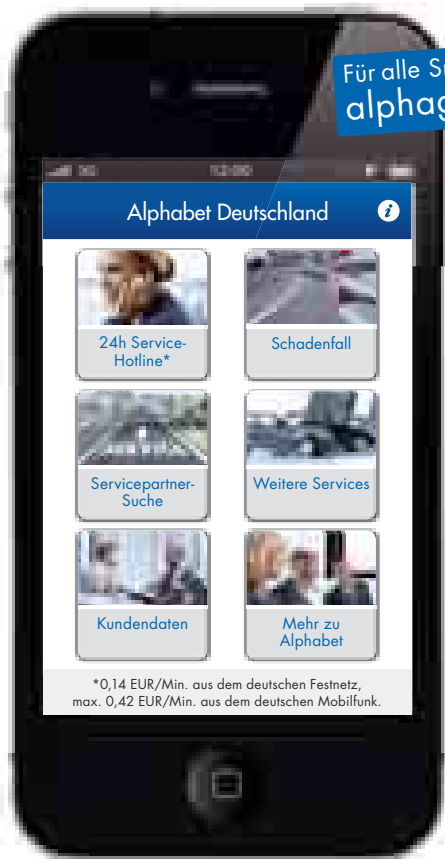 Für alle
alphag
3G 12:00
Alphabet Deutschland i
24h Service-
Hotline*
Schadenfall
Servicepartner-
Suche
Weitere Services
Kundendaten
Mehr zu
Alphabet
*0,14 EUR/Min. aus dem deutschen Festnetz,
max. 0,42 EUR/Min. aus dem deutschen Mobilfunk.